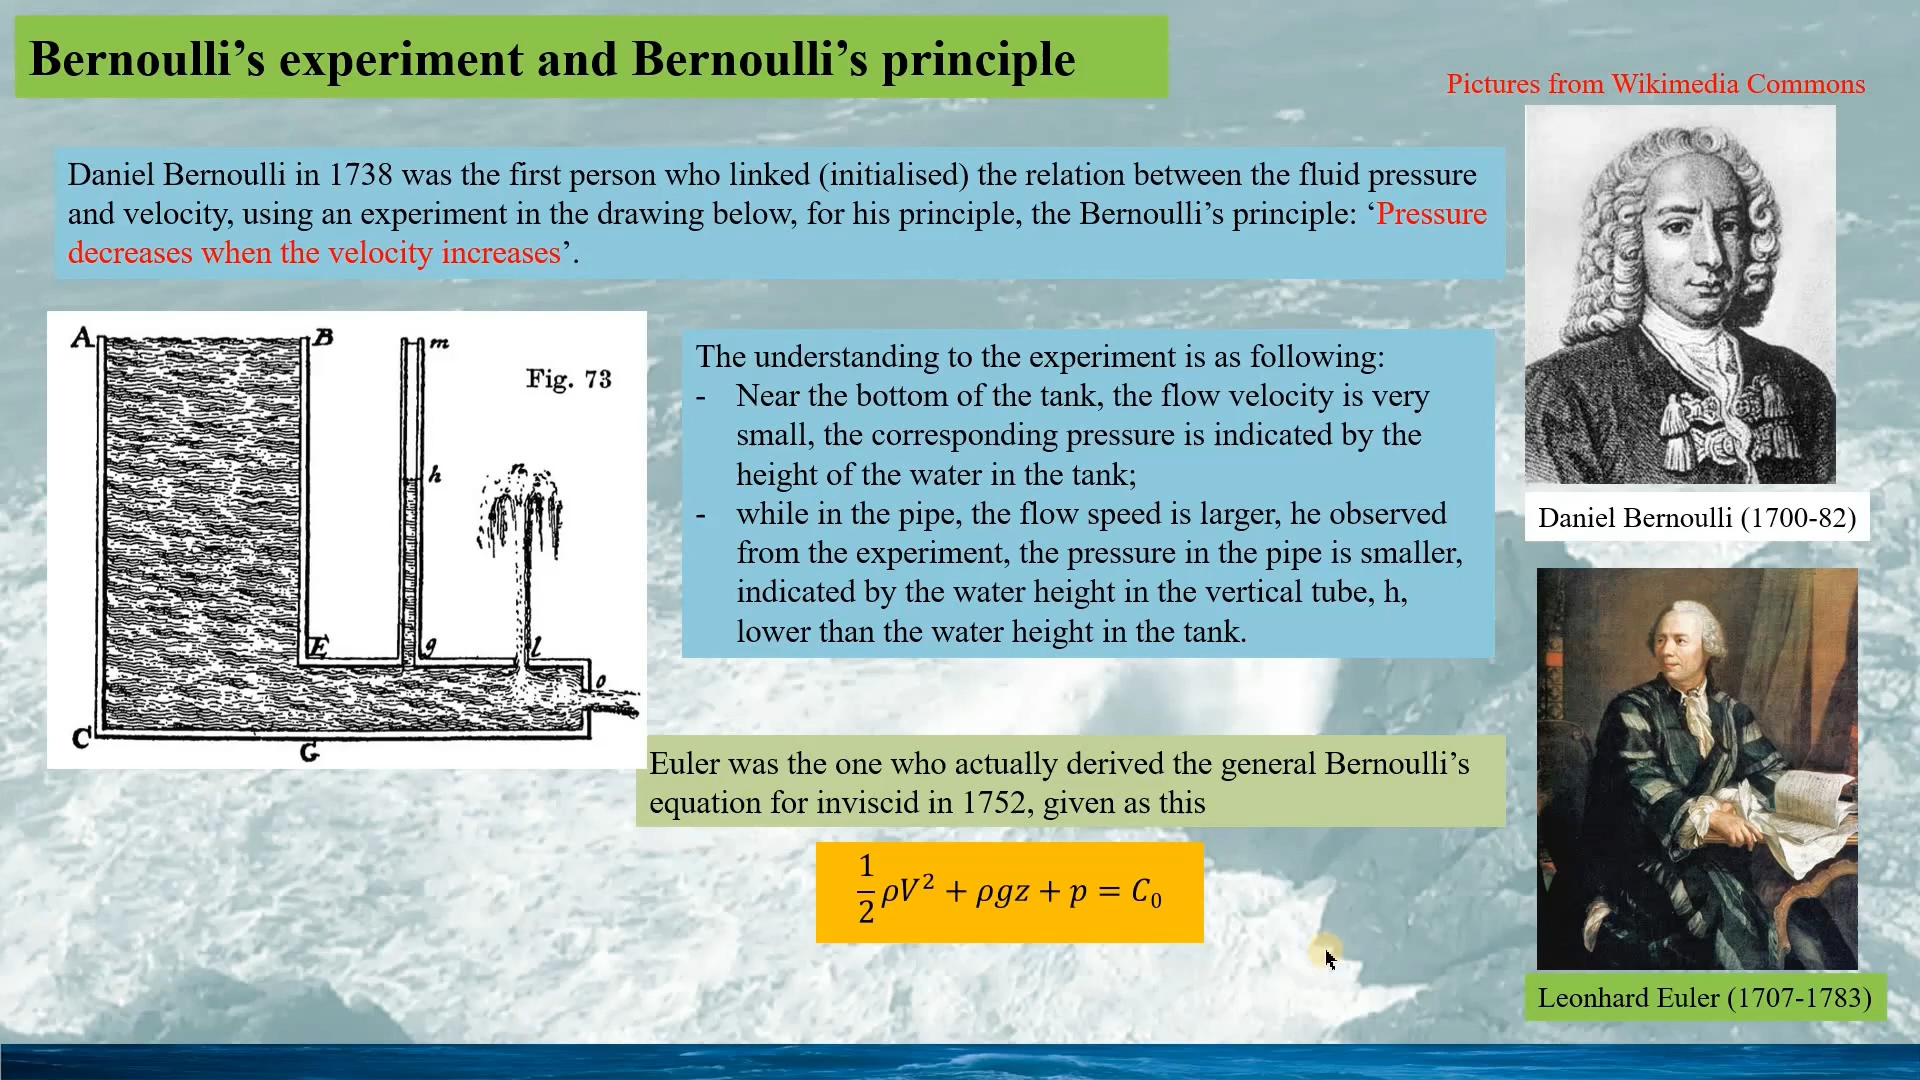 Bernoulli’s experiment and Bernoulli’s principle
Pictures from Wikimedia Commons
Daniel Bernoulli in 1738 was the first person who linked (initialised) the relation between the fluid pressure
and velocity, using an experiment in the drawing below, for his principle, the Bernoulli’s principle: ‘Pressure
decreases when the velocity increases’.
A
B
m
Fig. 73
h
n
E
g
l
o
C
G
The understanding to the experiment is as following:
- Near the bottom of the tank, the flow velocity is very
small, the corresponding pressure is indicated by the
height of the water in the tank;
- while in the pipe, the flow speed is larger, he observed
from the experiment, the pressure in the pipe is smaller,
indicated by the water height in the vertical tube, h,
lower than the water height in the tank.
Daniel Bernoulli (1700-82)
Euler was the one who actually derived the general Bernoulli’s
equation for inviscid in 1752, given as this
1/2 ρV² + ρgz + p = C₀
Leonhard Euler (1707-1783)